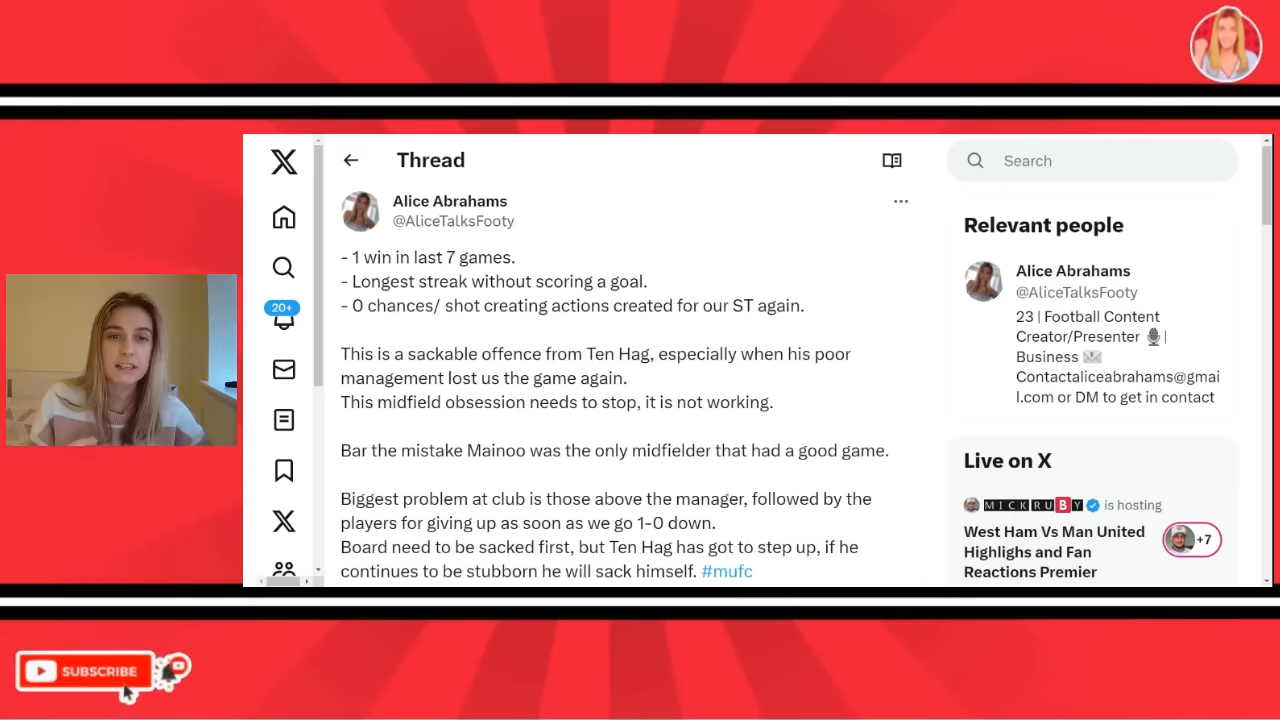 Thread
Search
Alice Abrahams
@AliceTalksFooty
- 1 win in last 7 games.
- Longest streak without scoring a goal.
- 0 chances/ shot creating actions created for our ST again.
This is a sackable offence from Ten Hag, especially when his poor
management lost us the game again.
This midfield obsession needs to stop, it is not working.
Bar the mistake Mainoo was the only midfielder that had a good game.
Biggest problem at club is those above the manager, followed by the
players for giving up as soon as we go 1-0 down.
Board need to be sacked first, but Ten Hag has got to step up, if he
continues to be stubborn he will sack himself. #mufc
20+
Relevant people
Alice Abrahams
@AliceTalksFooty
23 | Football Content
Creator/Presenter 🎙️ |
Business 📧
Contactaliceabrahams@gmai
l.com or DM to get in contact
Live on X
MICKRUBY is hosting
West Ham Vs Man United
Highlighs and Fan
Reactions Premier
+7
SUBSCRIBE